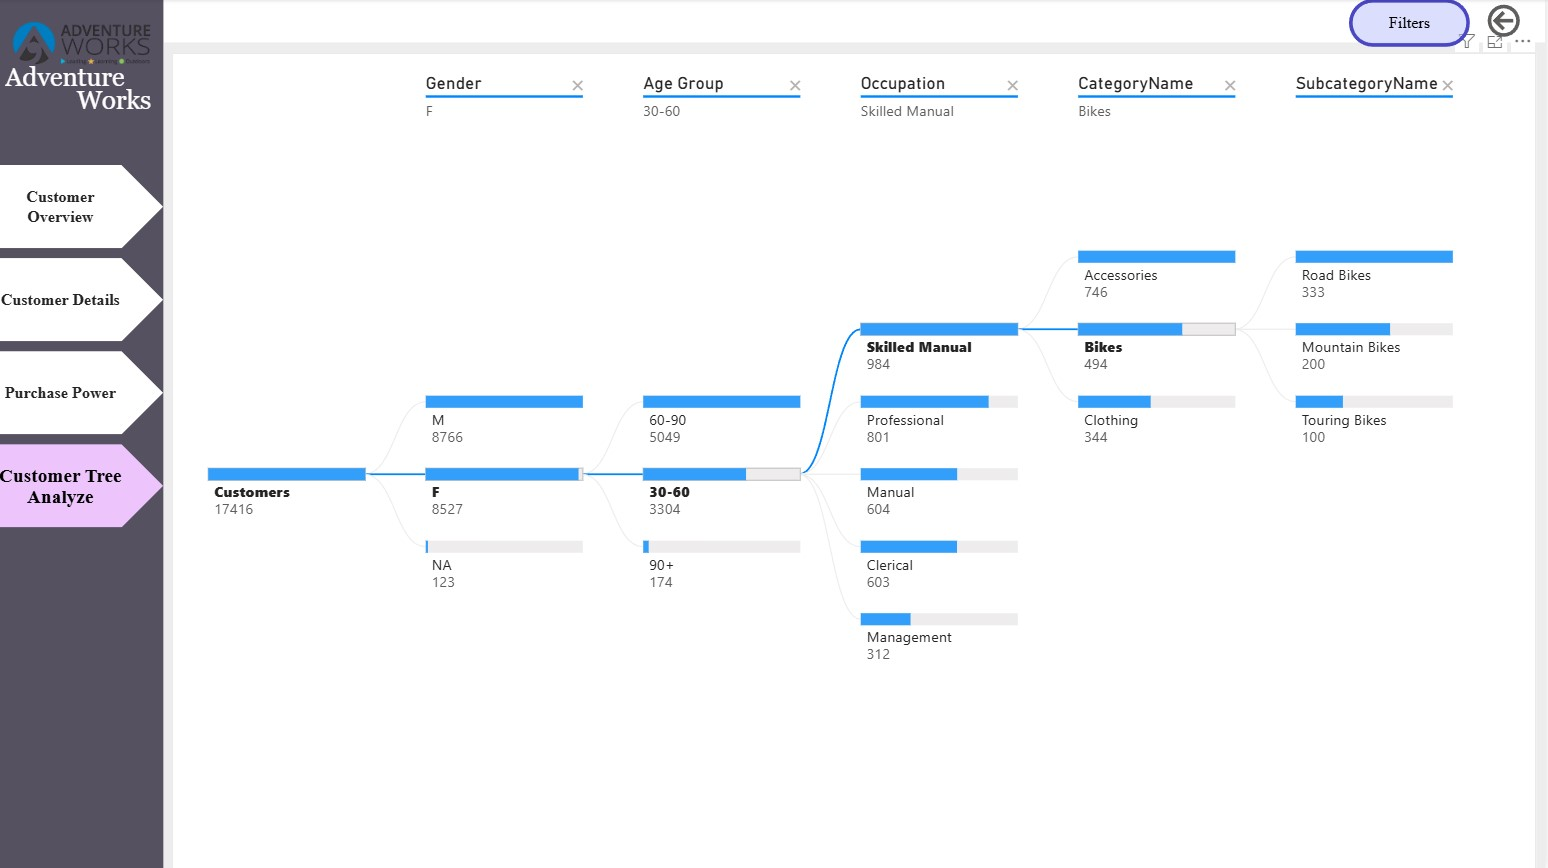 ADVENTURE
WORKS
Adventure
Works
Customer
Overview
Customer Details
Purchase Power
Customer Tree
Analyze
Filters
Gender
F
Age Group
30-60
Occupation
Skilled Manual
CategoryName
Bikes
SubcategoryName
Customers
17416
M
8766
F
8527
NA
123
60-90
5049
30-60
3304
90+
174
Skilled Manual
984
Professional
801
Manual
604
Clerical
603
Management
312
Accessories
746
Bikes
494
Clothing
344
Road Bikes
333
Mountain Bikes
200
Touring Bikes
100